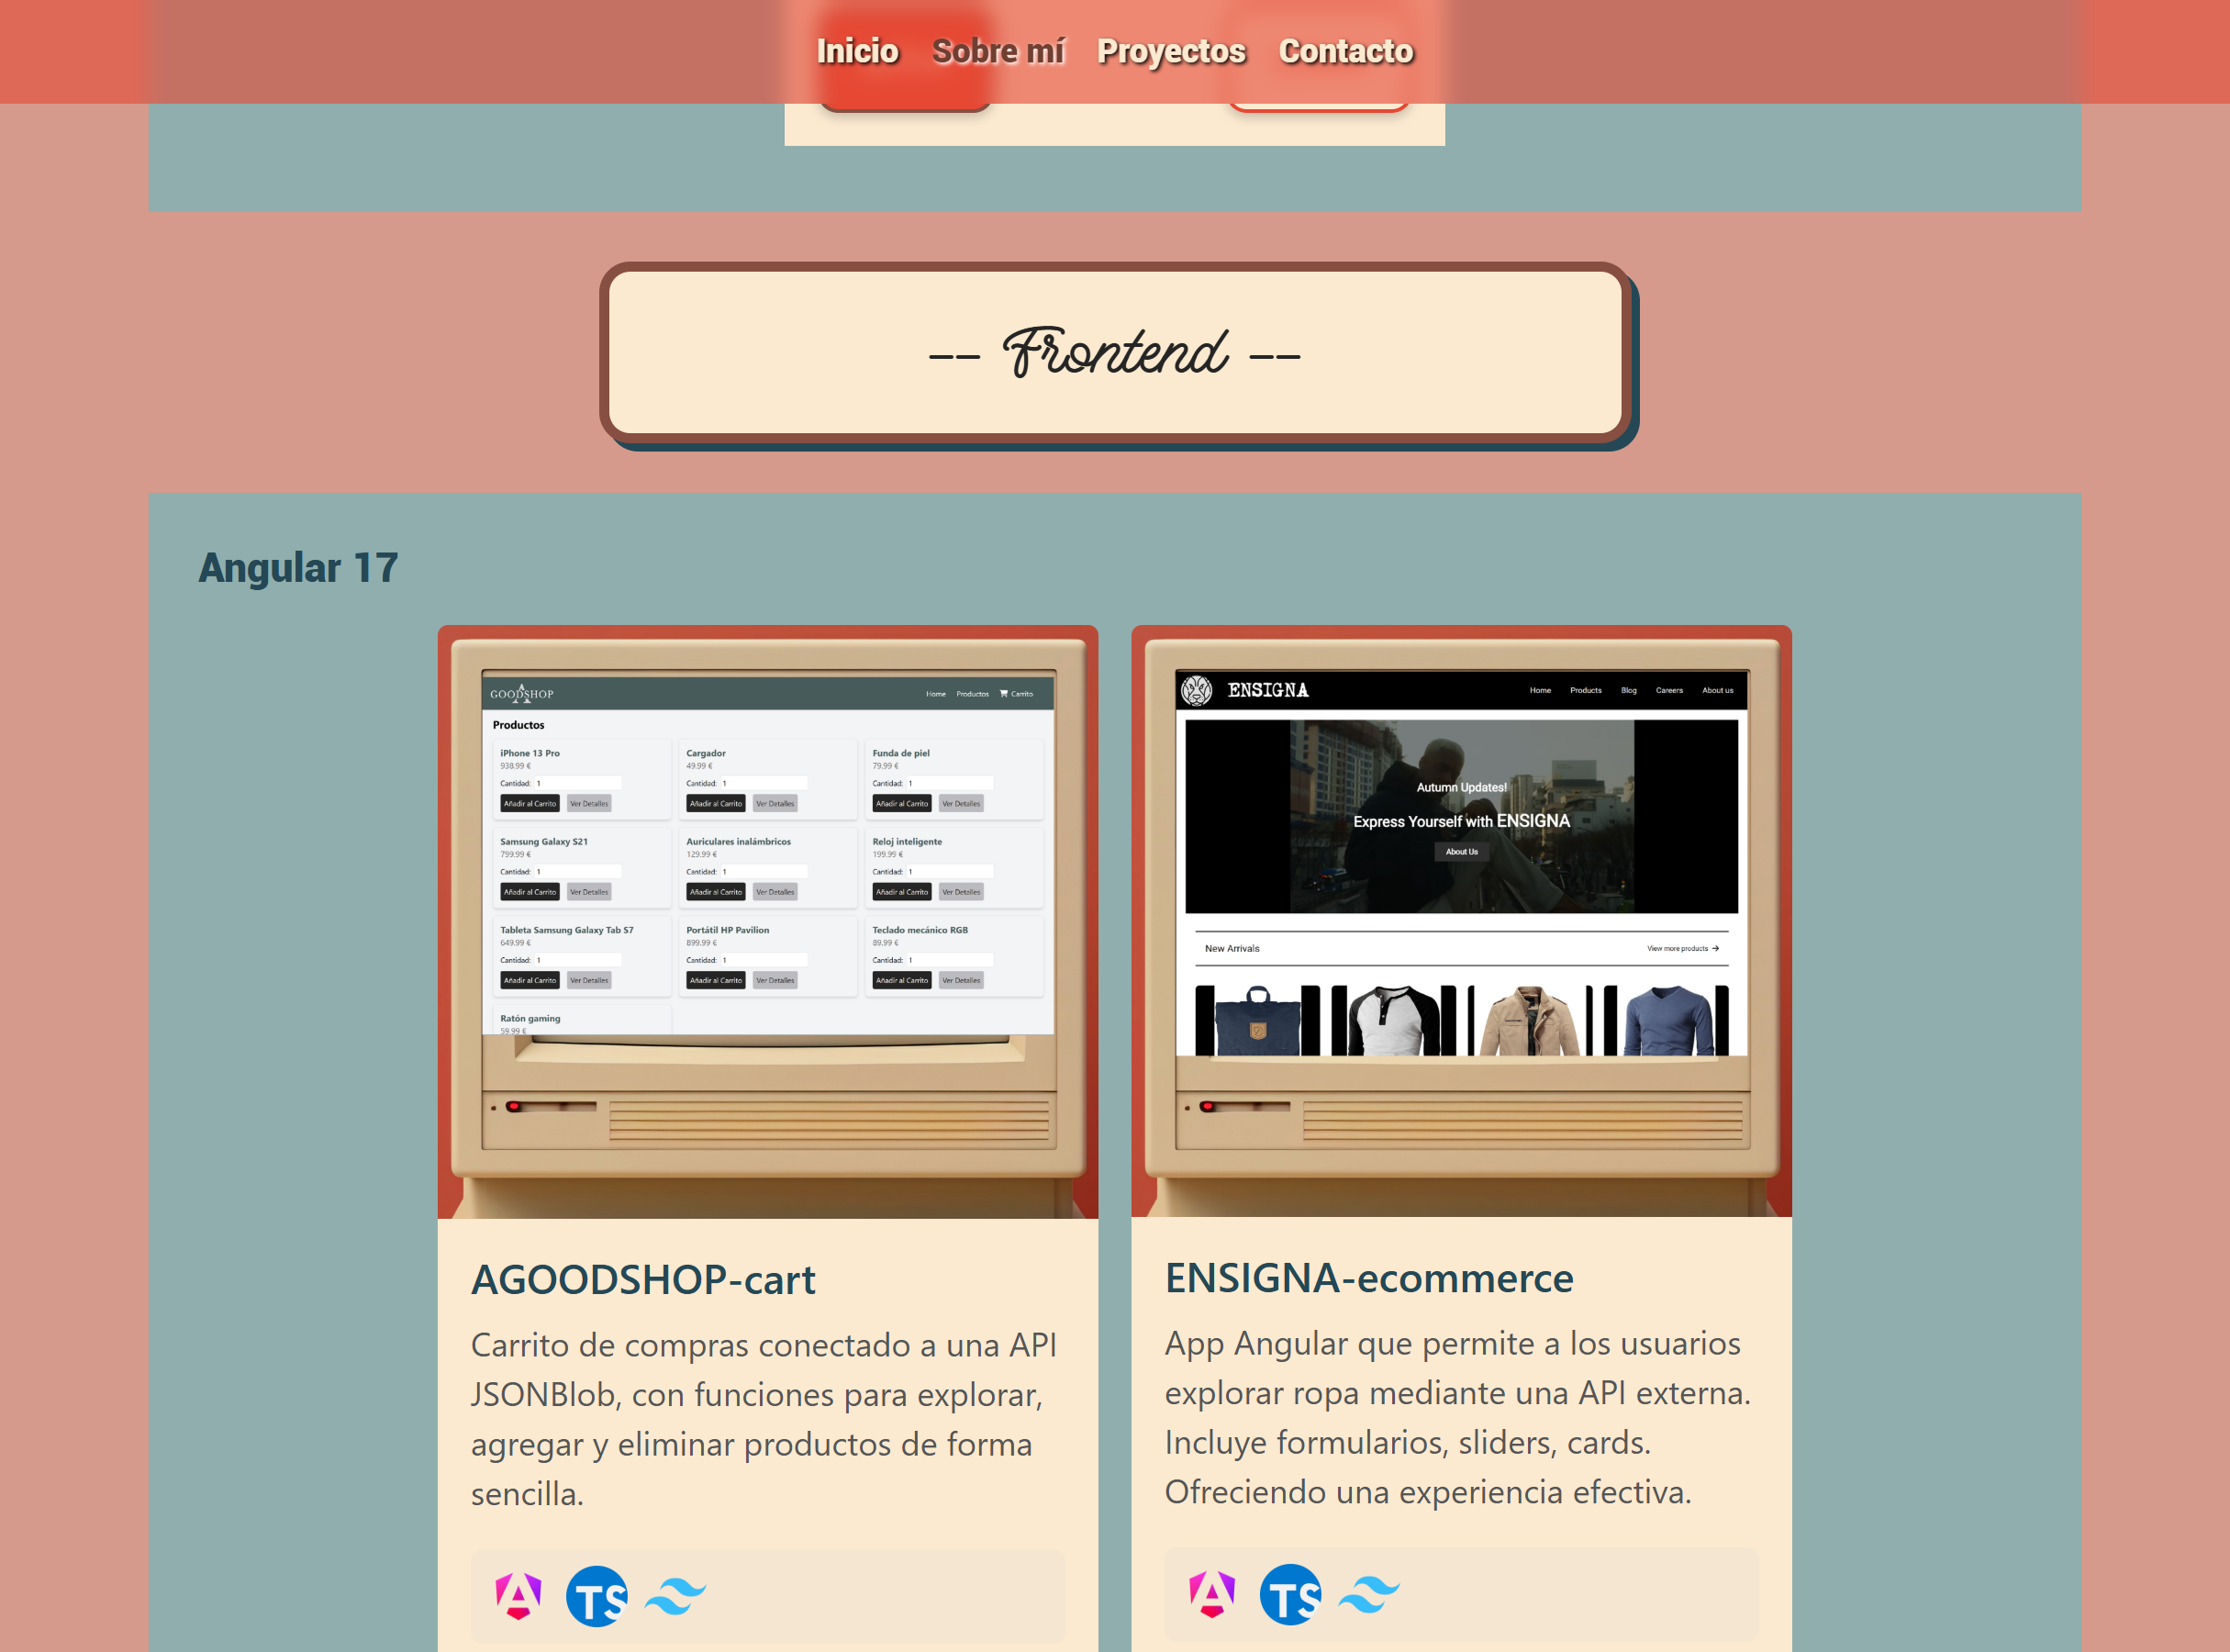 Inicio Sobre mí Proyectos Contacto
-- Frontend --
Angular 17
GOODSHOP
Home Productos Carrito
Productos
iPhone 13 Pro
938.99 €
Cantidad: 1
Añadir al Carrito Ver Detalles
Cargador
49.99 €
Cantidad: 1
Añadir al Carrito Ver Detalles
Funda de piel
79.99 €
Cantidad: 1
Añadir al Carrito Ver Detalles
Samsung Galaxy S21
799.99 €
Cantidad: 1
Añadir al Carrito Ver Detalles
Auriculares inalámbricos
129.99 €
Cantidad: 1
Añadir al Carrito Ver Detalles
Reloj inteligente
199.99 €
Cantidad: 1
Añadir al Carrito Ver Detalles
Tableta Samsung Galaxy Tab S7
649.99 €
Cantidad: 1
Añadir al Carrito Ver Detalles
Portátil HP Pavilion
899.99 €
Cantidad: 1
Añadir al Carrito Ver Detalles
Teclado mecánico RGB
89.99 €
Cantidad: 1
Añadir al Carrito Ver Detalles
Ratón gaming
59.99 €
ENSIGNA
Home Products Blog Careers About us
Autumn Updates!
Express Yourself with ENSIGNA
About Us
New Arrivals
View more products →
AGOODSHOP-cart
Carrito de compras conectado a una API
JSONBlob, con funciones para explorar,
agregar y eliminar productos de forma
sencilla.
A TS
ENSIGNA-ecommerce
App Angular que permite a los usuarios
explorar ropa mediante una API externa.
Incluye formularios, sliders, cards.
Ofreciendo una experiencia efectiva.
A TS